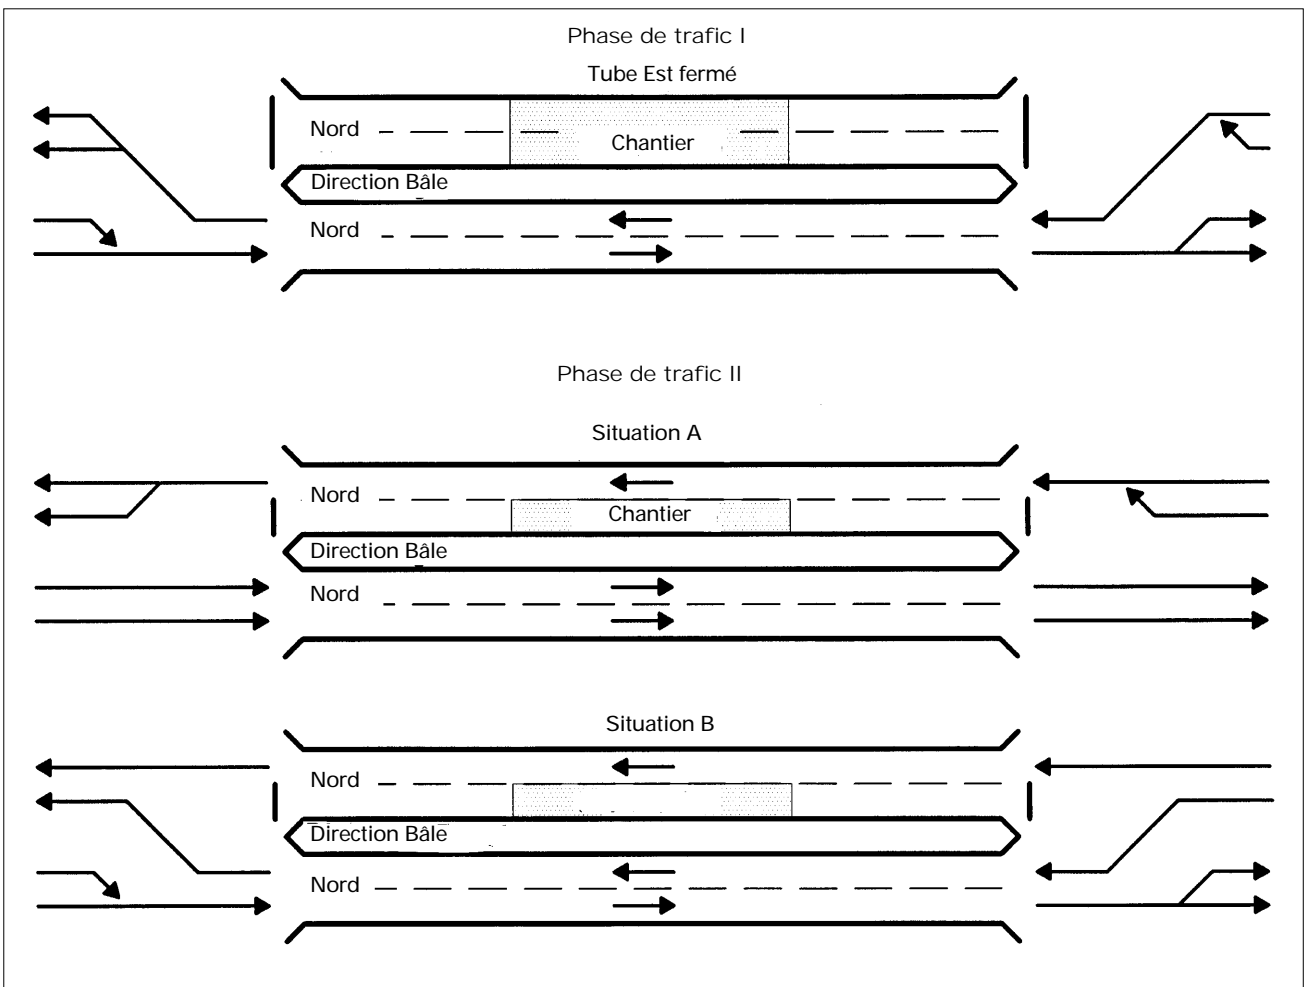 Phase de trafic I
Tube Est fermé
Nord
Chantier
Direction Bâle
Nord
Phase de trafic II
Situation A
Nord
Chantier
Direction Bâle
Nord
Situation B
Nord
Direction Bâle
Nord